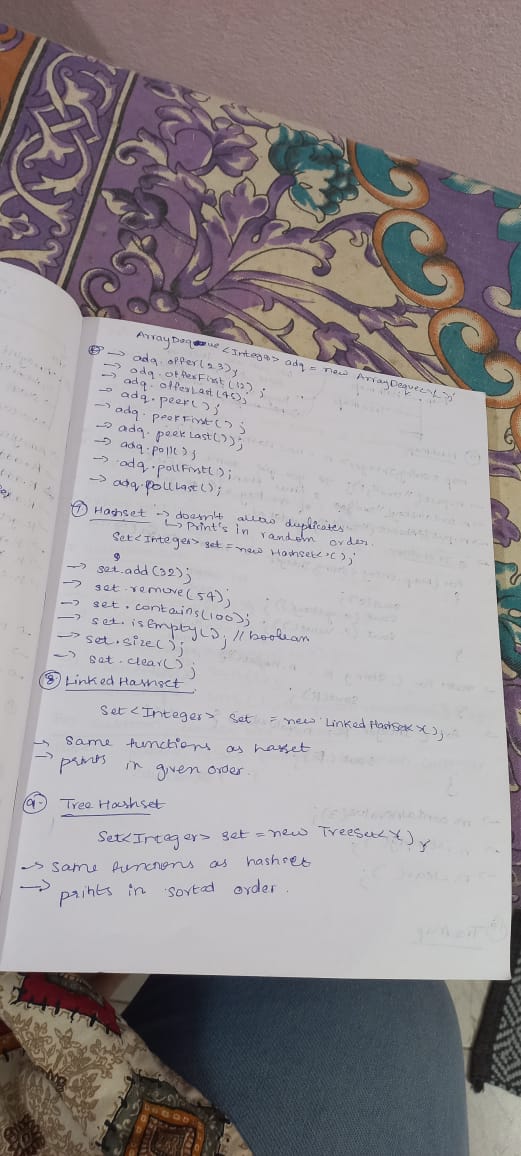 ArrayDeque <Integer> adq = new ArrayDeque<>();
→ adq.offer(23);
→ adq.offerFirst(12);
→ adq.offerLast(45);
→ adq.peek();
→ adq.peekFirst();
→ adq.peekLast());
→ adq.poll();
→ adq.pollFirst();
→ adq.pollLast();
⑦ Hashset → doesn't allow duplicates
↳ Print's in random order.
Set<Integer> set = new Hashset<>();
→ set.add(32);
→ set.remove(54);
→ set.contains(100);
→ set.isEmpty(); // boolean
→ set.size();
→ set.clear();
⑧ Linked Hashset
Set<Integer> set = new Linked HashSet<>();
→ same functions as hasset
→ prints in given order.
⑨ Tree Hashset
Set<Integer> set = new TreeSet<>();
→ same functions as hashset
→ prints in sorted order.